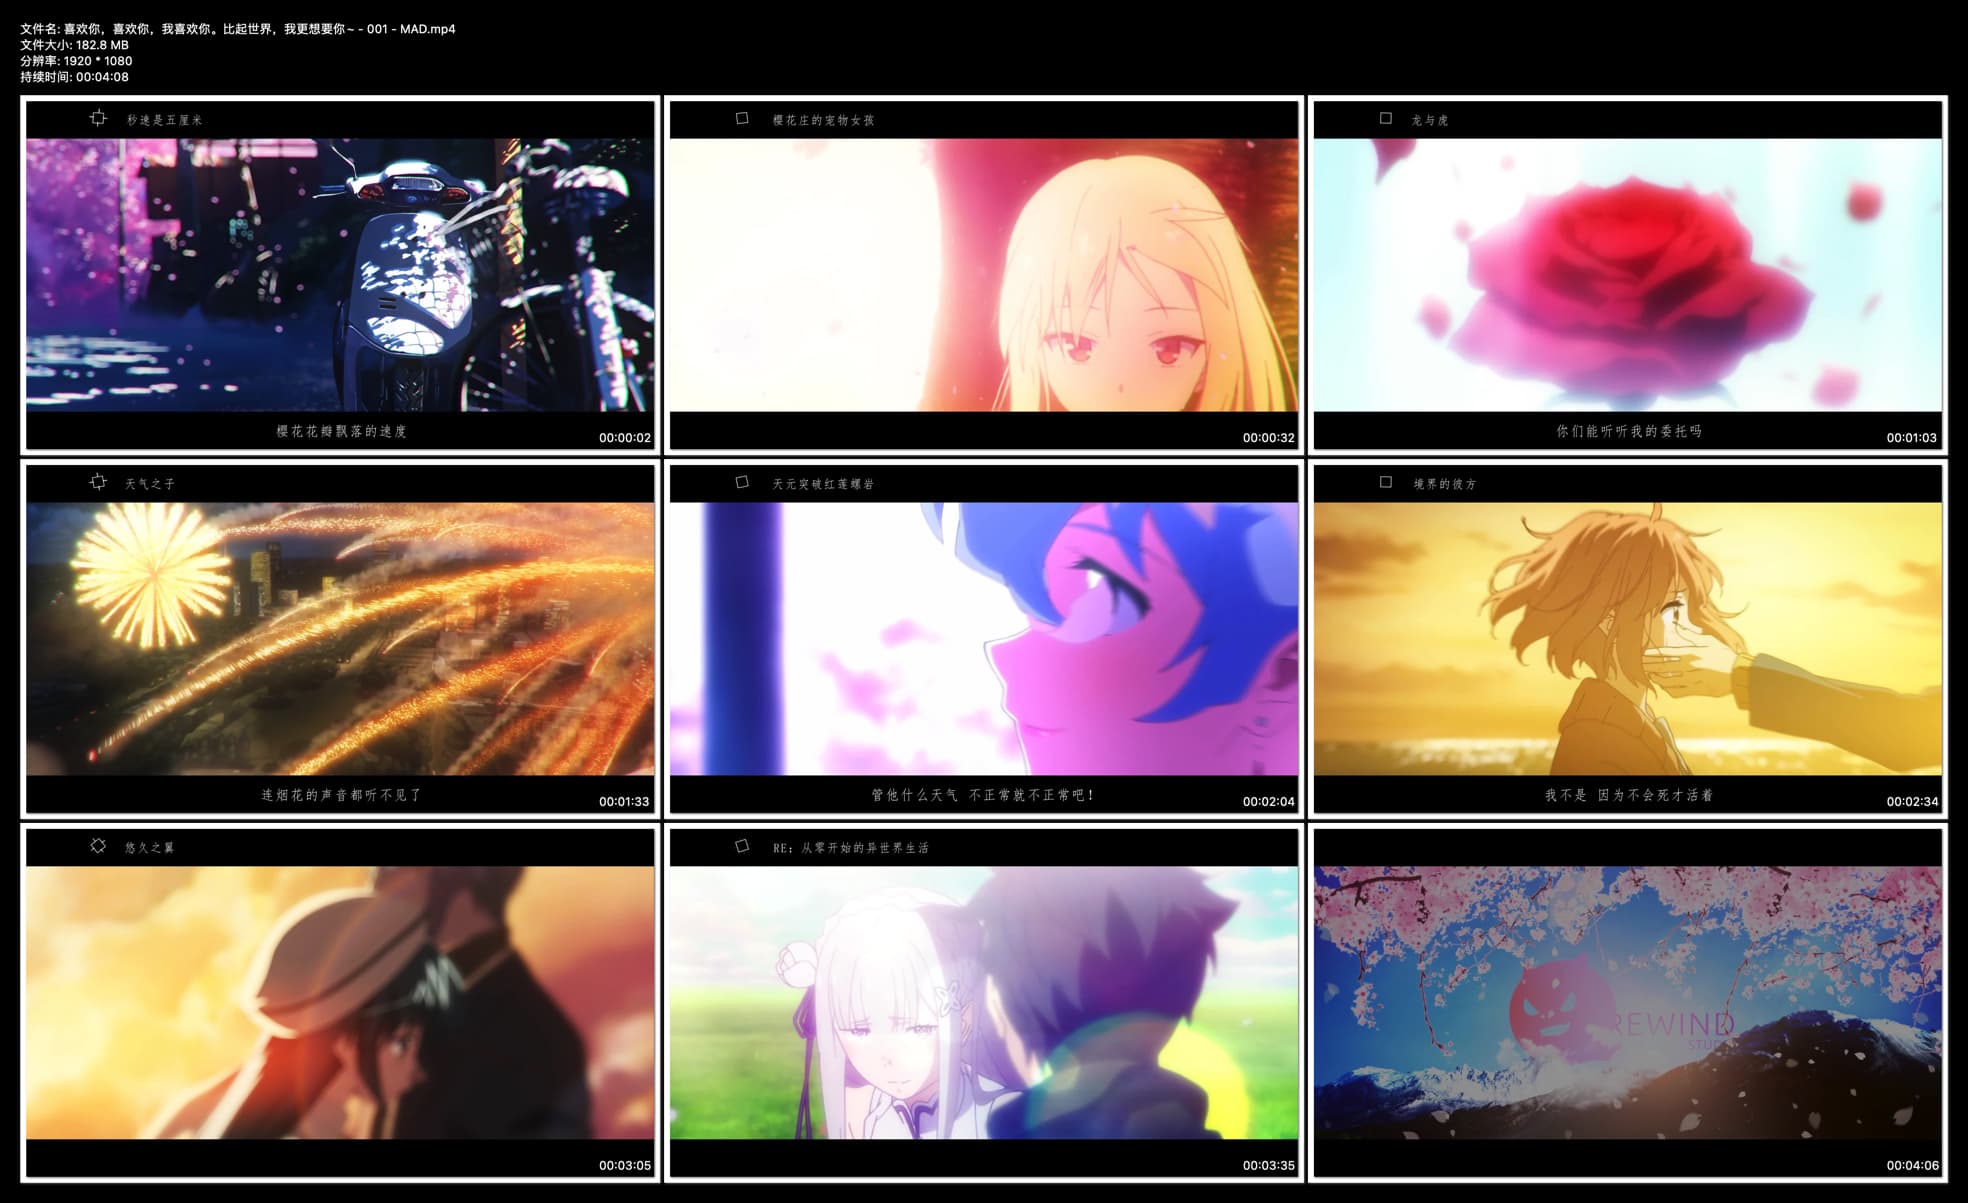 文件名: 喜欢你，喜欢你，我喜欢你。比起世界，我更想要你~ - 001 - MAD.mp4
文件大小: 182.8 MB
分辨率: 1920 * 1080
持续时间: 00:04:08
秒速是五厘米
樱花花瓣飘落的速度
00:00:02
樱花庄的宠物女孩
00:00:32
龙与虎
你们能听听我的委托吗
00:01:03
天气之子
连烟花的声音都听不见了
00:01:33
天元突破红莲螺岩
管他什么天气 不正常就不正常吧!
00:02:04
境界的彼方
我不是 因为不会死才活着
00:02:34
悠久之翼
00:03:05
RE: 从零开始的异世界生活
00:03:35
REWIND
00:04:06